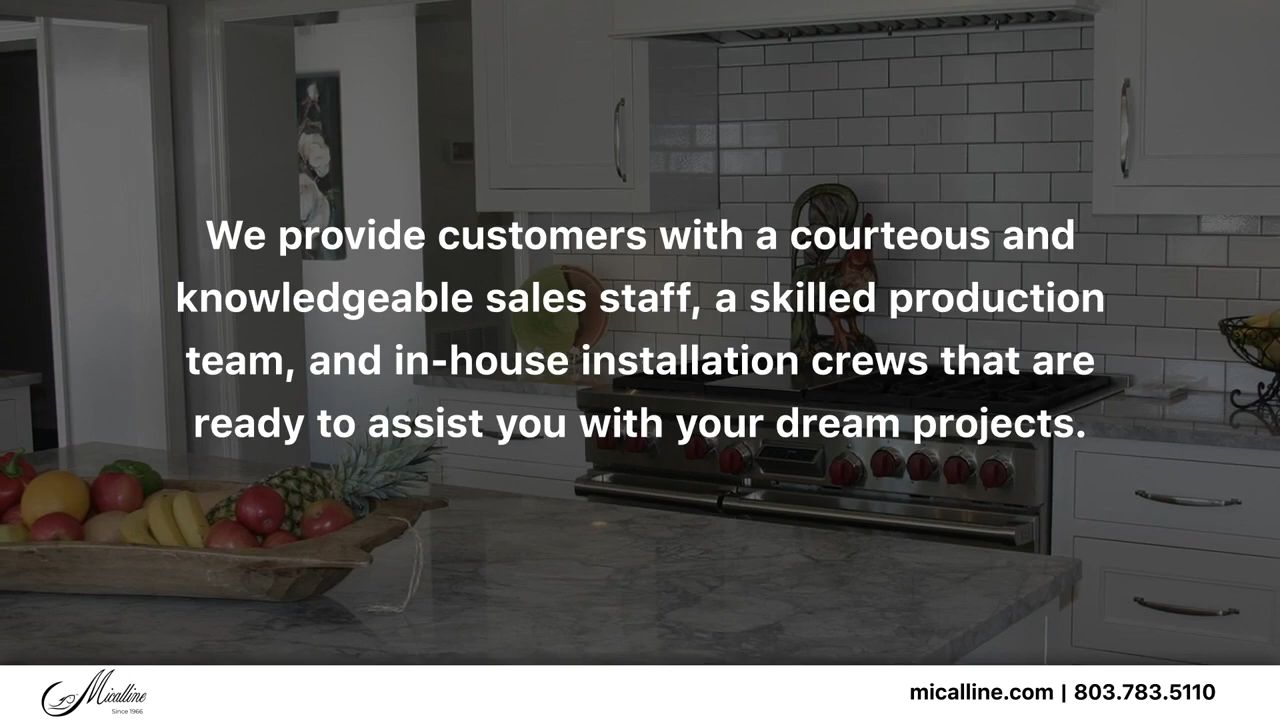 We provide customers with a courteous and
knowledgeable sales staff, a skilled production
team, and in-house installation crews that are
ready to assist you with your dream projects.
Micalline
Since 1966
micalline.com | 803.783.5110